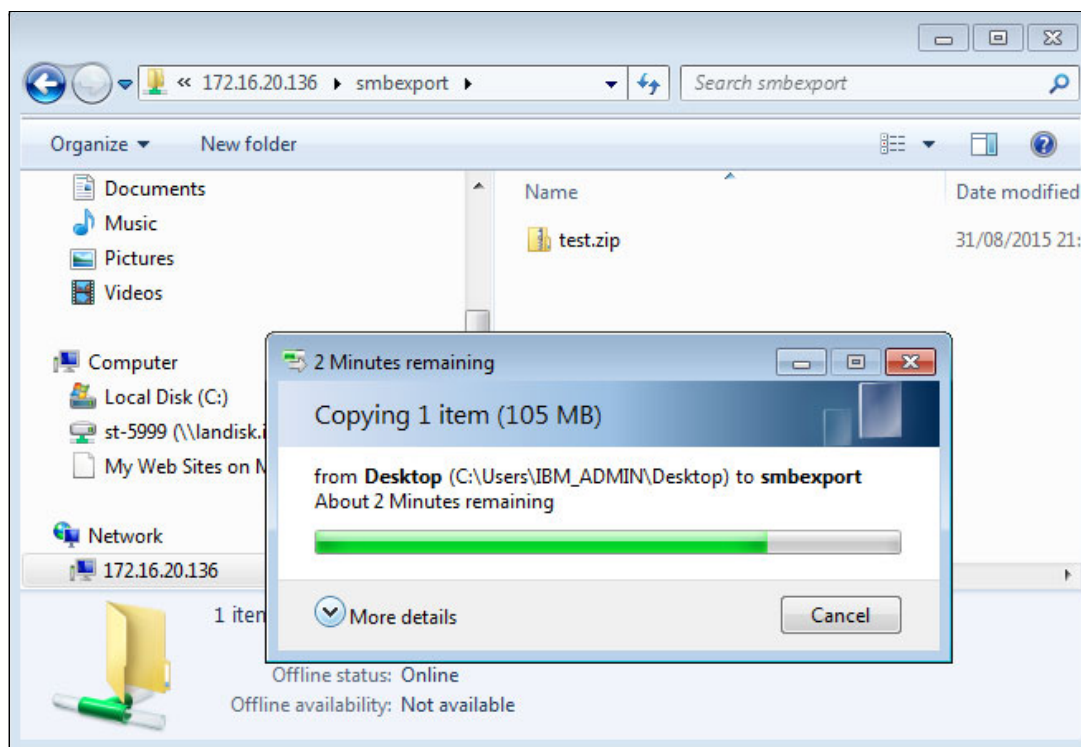 « 172.16.20.136 ▸ smbexport ▸ Search smbexport
Organize ▼ New folder
Documents
Music
Pictures
Videos
Computer
Local Disk (C:)
st-5999 (\\landisk.i
My Web Sites on M
Network
172.16.20.136
Name Date modified
test.zip 31/08/2015 21:
2 Minutes remaining
Copying 1 item (105 MB)
from Desktop (C:\Users\IBM_ADMIN\Desktop) to smbexport
About 2 Minutes remaining
More details Cancel
1 iten
Offline status: Online
Offline availability: Not available